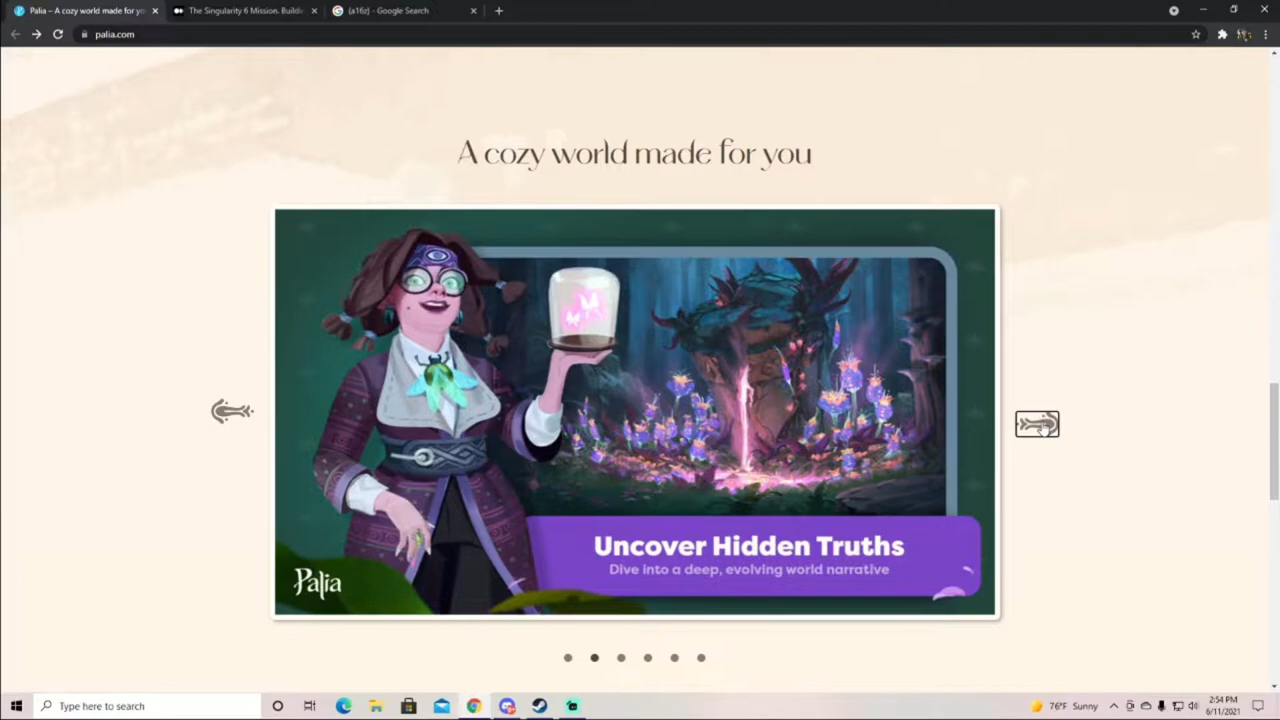 Palia – A cozy world made for yo
The Singularity 6 Mission. Buildi
(a16z) - Google Search
palia.com
A cozy world made for you
Uncover Hidden Truths
Dive into a deep, evolving world narrative
Palia
Type here to search
76°F Sunny
2:54 PM
6/11/2021